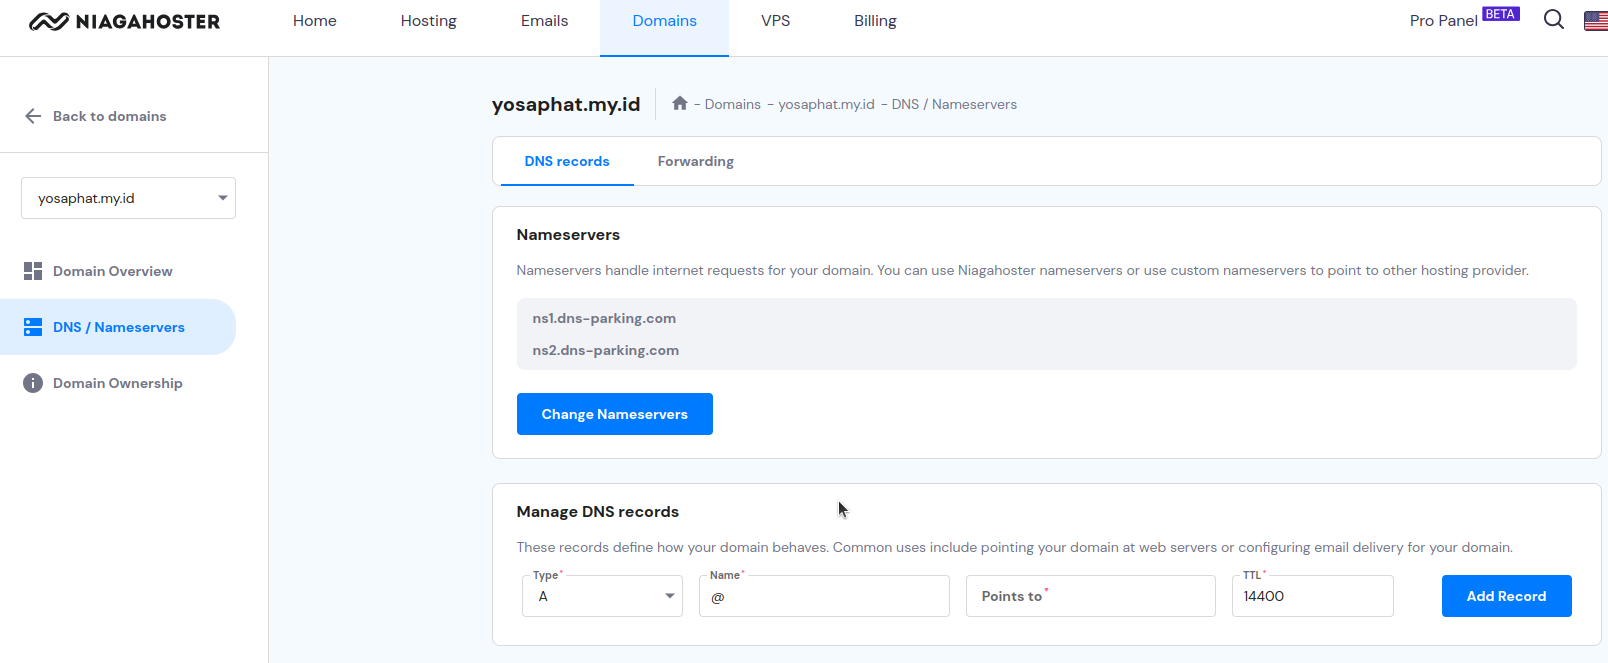 NIAGAHOSTER
Home
Hosting
Emails
Domains
VPS
Billing
Pro Panel BETA
Back to domains
yosaphat.my.id
Domain Overview
DNS / Nameservers
Domain Ownership
yosaphat.my.id
- Domains - yosaphat.my.id - DNS / Nameservers
DNS records
Forwarding
Nameservers
Nameservers handle internet requests for your domain. You can use Niagahoster nameservers or use custom nameservers to point to other hosting provider.
ns1.dns-parking.com
ns2.dns-parking.com
Change Nameservers
Manage DNS records
These records define how your domain behaves. Common uses include pointing your domain at web servers or configuring email delivery for your domain.
Type*
A
Name*
@
Points to*
TTL*
14400
Add Record